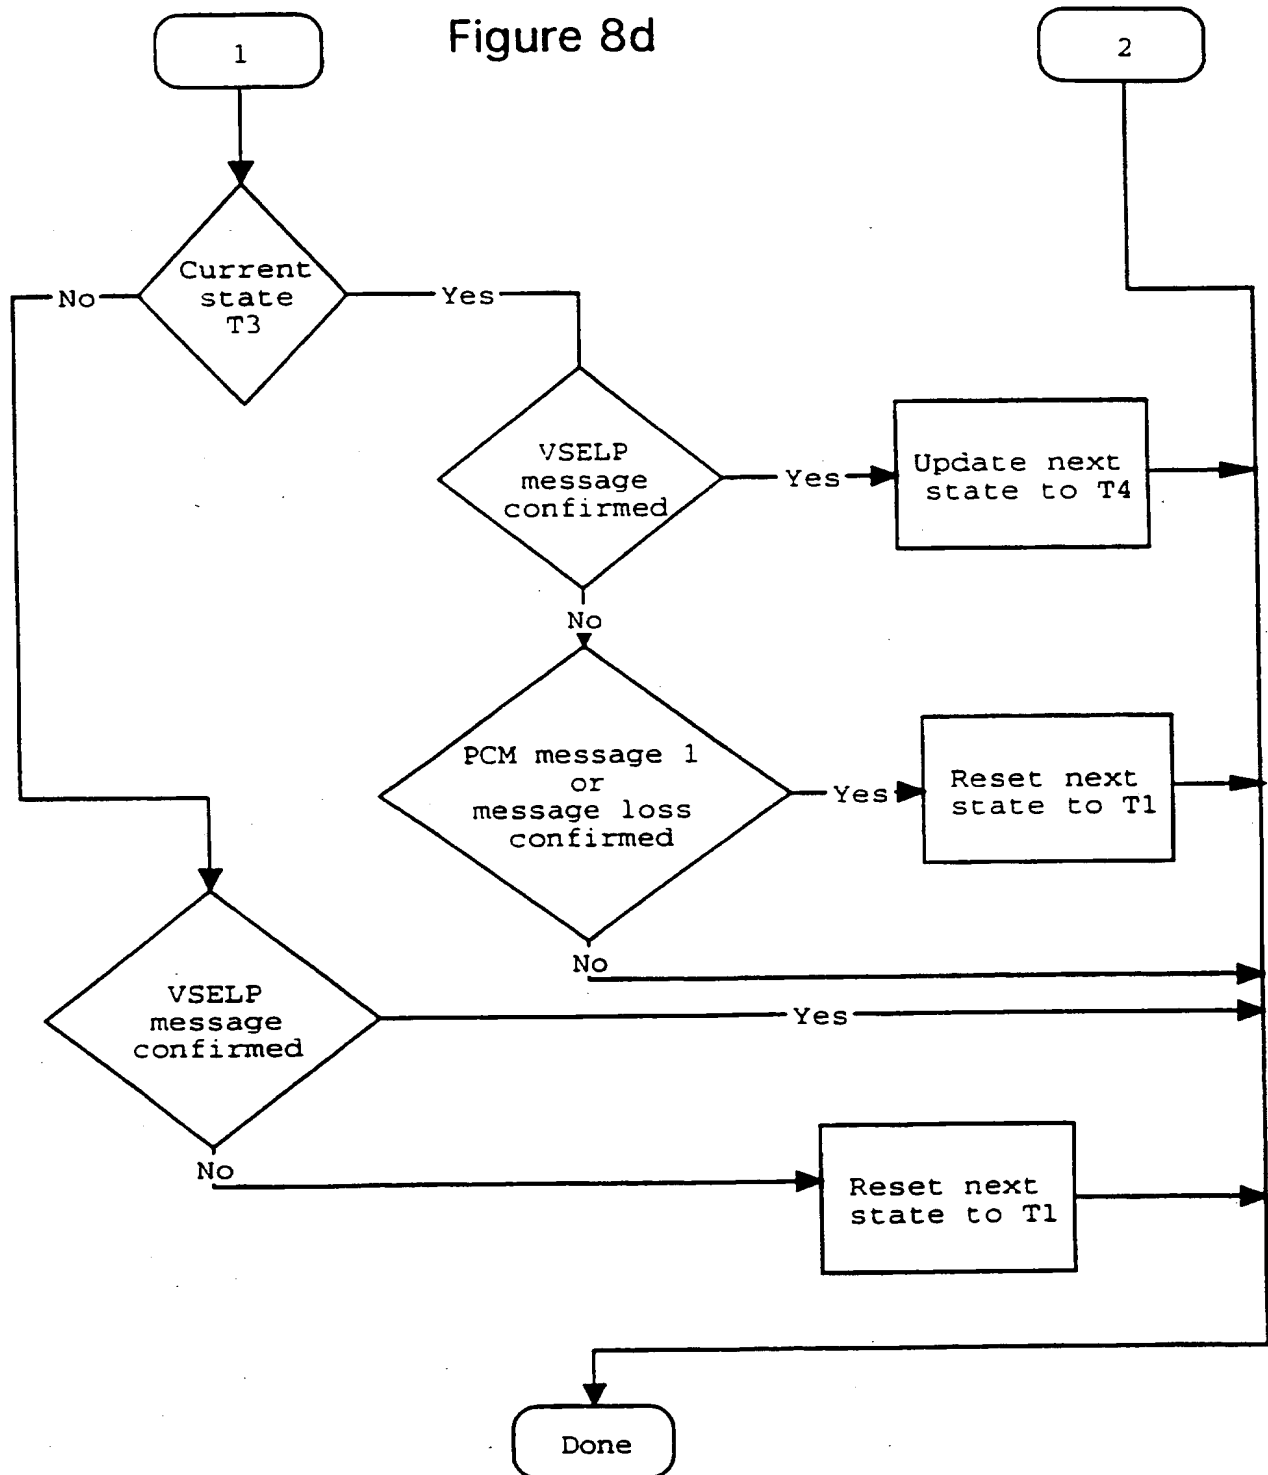 1
Figure 8d
2
Current
state
T3
No
Yes
VSELP
message
confirmed
Yes
Update next
state to T4
No
PCM message 1
or
message loss
confirmed
Yes
Reset next
state to T1
No
VSELP
message
confirmed
Yes
No
Reset next
state to T1
Done